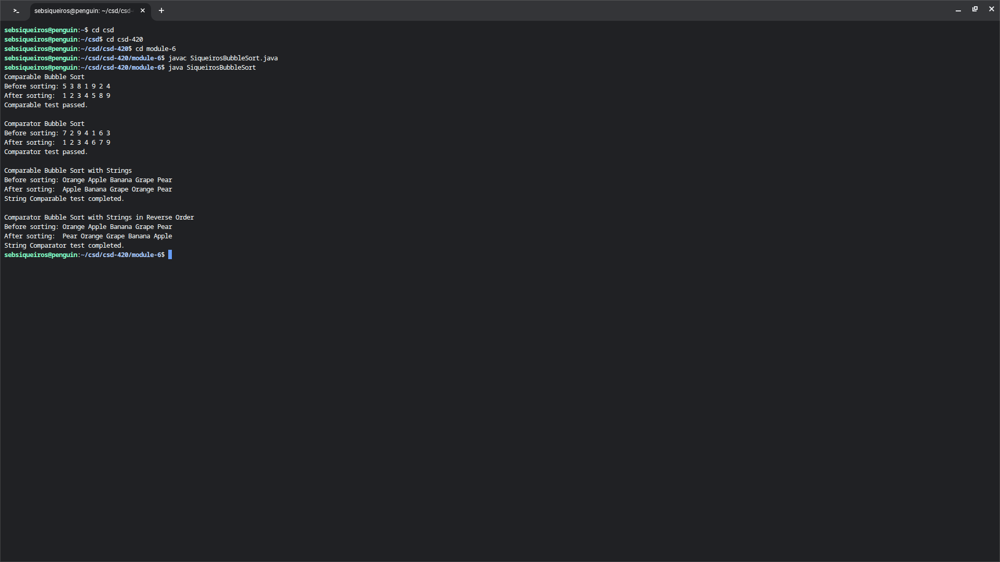 >_ sebsiqueiros@penguin: ~/csd/csd-
sebsiqueiros@penguin:~$ cd csd
sebsiqueiros@penguin:~/csd$ cd csd-420
sebsiqueiros@penguin:~/csd/csd-420$ cd module-6
sebsiqueiros@penguin:~/csd/csd-420/module-6$ javac SiqueirosBubbleSort.java
sebsiqueiros@penguin:~/csd/csd-420/module-6$ java SiqueirosBubbleSort
Comparable Bubble Sort
Before sorting: 5 3 8 1 9 2 4
After sorting:  1 2 3 4 5 8 9
Comparable test passed.

Comparator Bubble Sort
Before sorting: 7 2 9 4 1 6 3
After sorting:  1 2 3 4 6 7 9
Comparator test passed.

Comparable Bubble Sort with Strings
Before sorting: Orange Apple Banana Grape Pear
After sorting:  Apple Banana Grape Orange Pear
String Comparable test completed.

Comparator Bubble Sort with Strings in Reverse Order
Before sorting: Orange Apple Banana Grape Pear
After sorting:  Pear Orange Grape Banana Apple
String Comparator test completed.
sebsiqueiros@penguin:~/csd/csd-420/module-6$